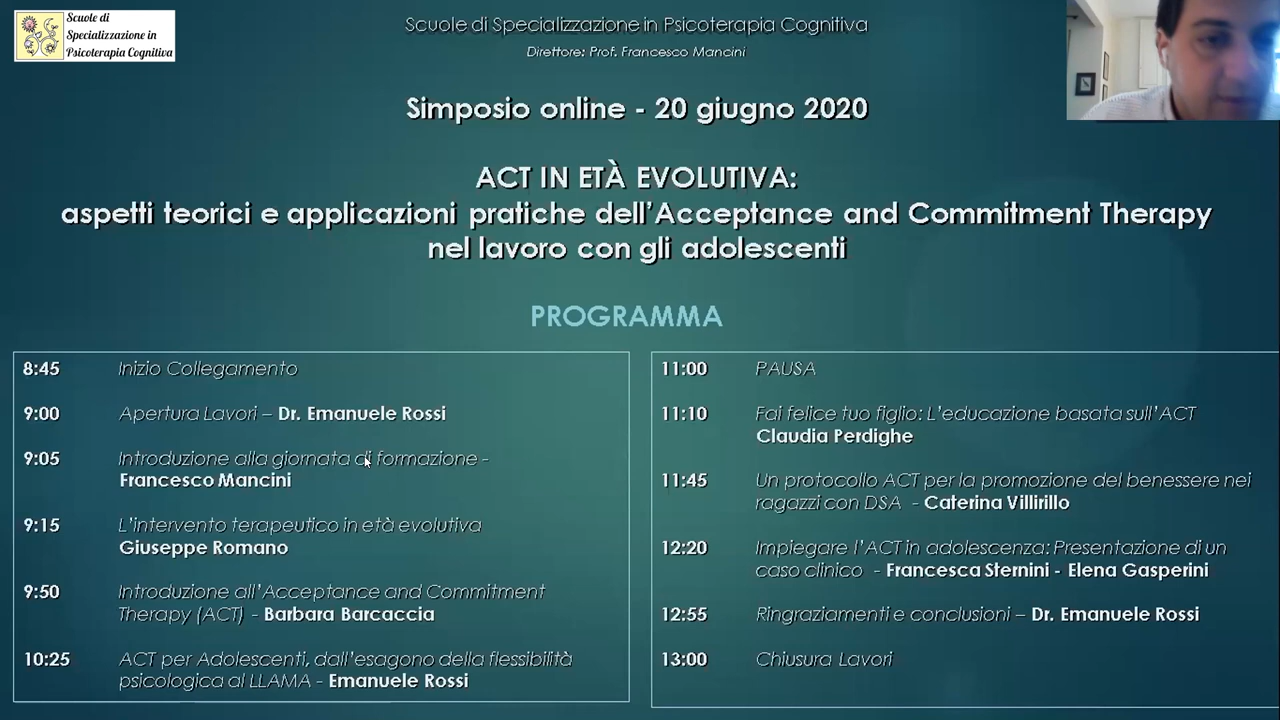 Scuole di
Specializzazione in
Psicoterapia Cognitiva
Scuole di Specializzazione in Psicoterapia Cognitiva
Direttore: Prof. Francesco Mancini
Simposio online - 20 giugno 2020
ACT IN ETÀ EVOLUTIVA:
aspetti teorici e applicazioni pratiche dell'Acceptance and Commitment Therapy
nel lavoro con gli adolescenti
PROGRAMMA
8:45 Inizio Collegamento
9:00 Apertura Lavori – Dr. Emanuele Rossi
9:05 Introduzione alla giornata di formazione -
Francesco Mancini
9:15 L'intervento terapeutico in età evolutiva
Giuseppe Romano
9:50 Introduzione all'Acceptance and Commitment
Therapy (ACT) - Barbara Barcaccia
10:25 ACT per Adolescenti, dall'esagono della flessibilità
psicologica al LLAMA - Emanuele Rossi
11:00 PAUSA
11:10 Fai felice tuo figlio: L'educazione basata sull'ACT
Claudia Perdighe
11:45 Un protocollo ACT per la promozione del benessere nei
ragazzi con DSA - Caterina Villirillo
12:20 Impiegare l'ACT in adolescenza: Presentazione di un
caso clinico - Francesca Sternini - Elena Gasperini
12:55 Ringraziamenti e conclusioni – Dr. Emanuele Rossi
13:00 Chiusura Lavori